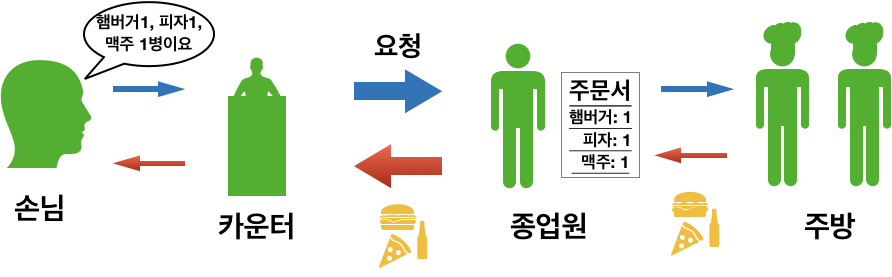 햄버거1, 피자1,
맥주 1병이요
요청
주문서
햄버거: 1
피자: 1
맥주: 1
손님
카운터
종업원
주방